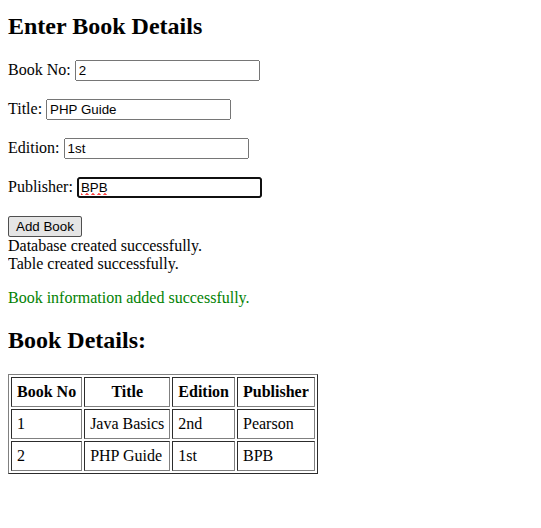 Enter Book Details
Book No: 2
Title: PHP Guide
Edition: 1st
Publisher: BPB
Add Book
Database created successfully.
Table created successfully.
Book information added successfully.
Book Details:
Book No Title Edition Publisher
1 Java Basics 2nd Pearson
2 PHP Guide 1st BPB